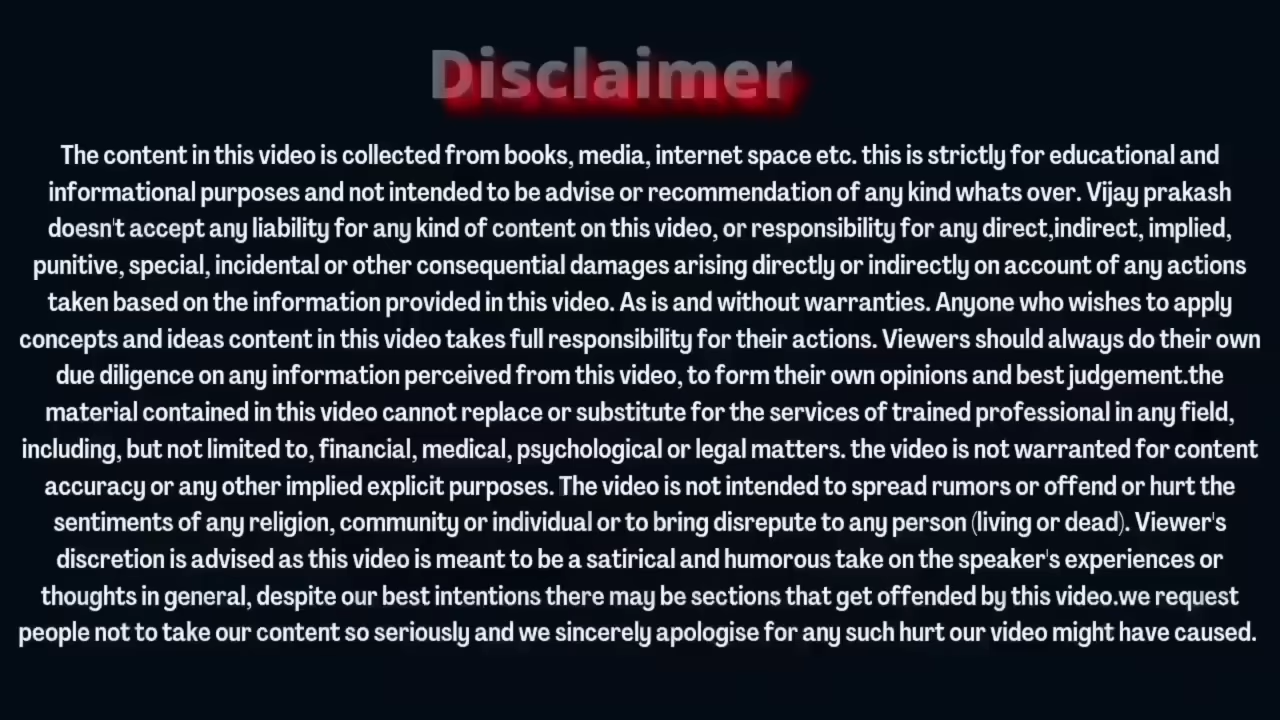 Disclaimer
The content in this video is collected from books, media, internet space etc. this is strictly for educational and
informational purposes and not intended to be advise or recommendation of any kind whats over. Vijay prakash
doesn't accept any liability for any kind of content on this video, or responsibility for any direct,indirect, implied,
punitive, special, incidental or other consequential damages arising directly or indirectly on account of any actions
taken based on the information provided in this video. As is and without warranties. Anyone who wishes to apply
concepts and ideas content in this video takes full responsibility for their actions. Viewers should always do their own
due diligence on any information perceived from this video, to form their own opinions and best judgement.the
material contained in this video cannot replace or substitute for the services of trained professional in any field,
including, but not limited to, financial, medical, psychological or legal matters. the video is not warranted for content
accuracy or any other implied explicit purposes. The video is not intended to spread rumors or offend or hurt the
sentiments of any religion, community or individual or to bring disrepute to any person (living or dead). Viewer's
discretion is advised as this video is meant to be a satirical and humorous take on the speaker's experiences or
thoughts in general, despite our best intentions there may be sections that get offended by this video.we request
people not to take our content so seriously and we sincerely apologise for any such hurt our video might have caused.